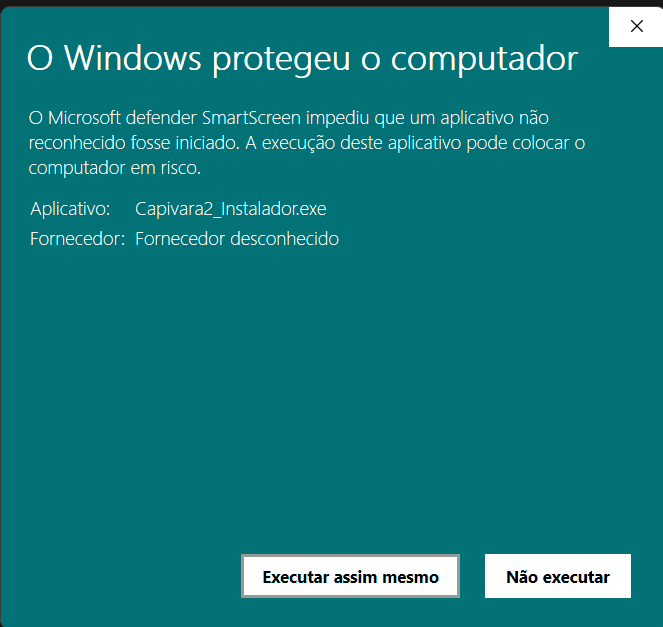 O Windows protegeu o computador
O Microsoft defender SmartScreen impediu que um aplicativo não
reconhecido fosse iniciado. A execução deste aplicativo pode colocar o
computador em risco.
Aplicativo: Capivara2_Instalador.exe
Fornecedor: Fornecedor desconhecido
Executar assim mesmo Não executar